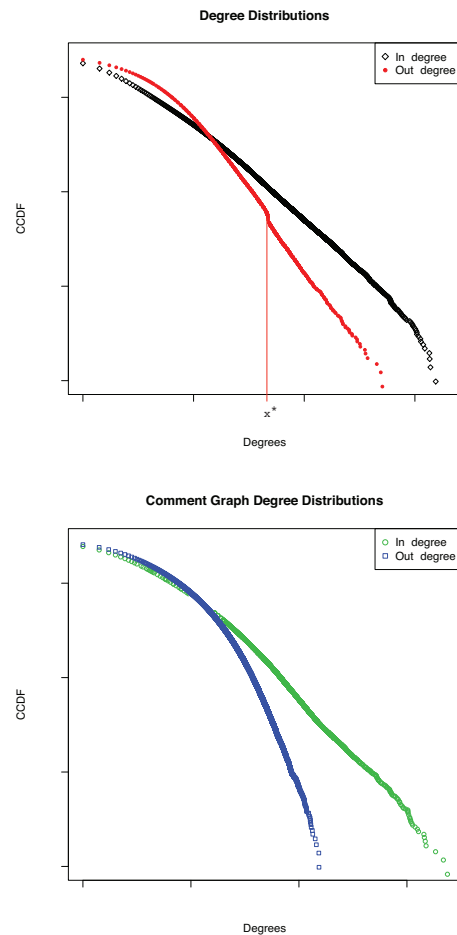 Degree Distributions
In degree
Out degree
CCDF
x*
Degrees
Comment Graph Degree Distributions
In degree
Out degree
CCDF
Degrees